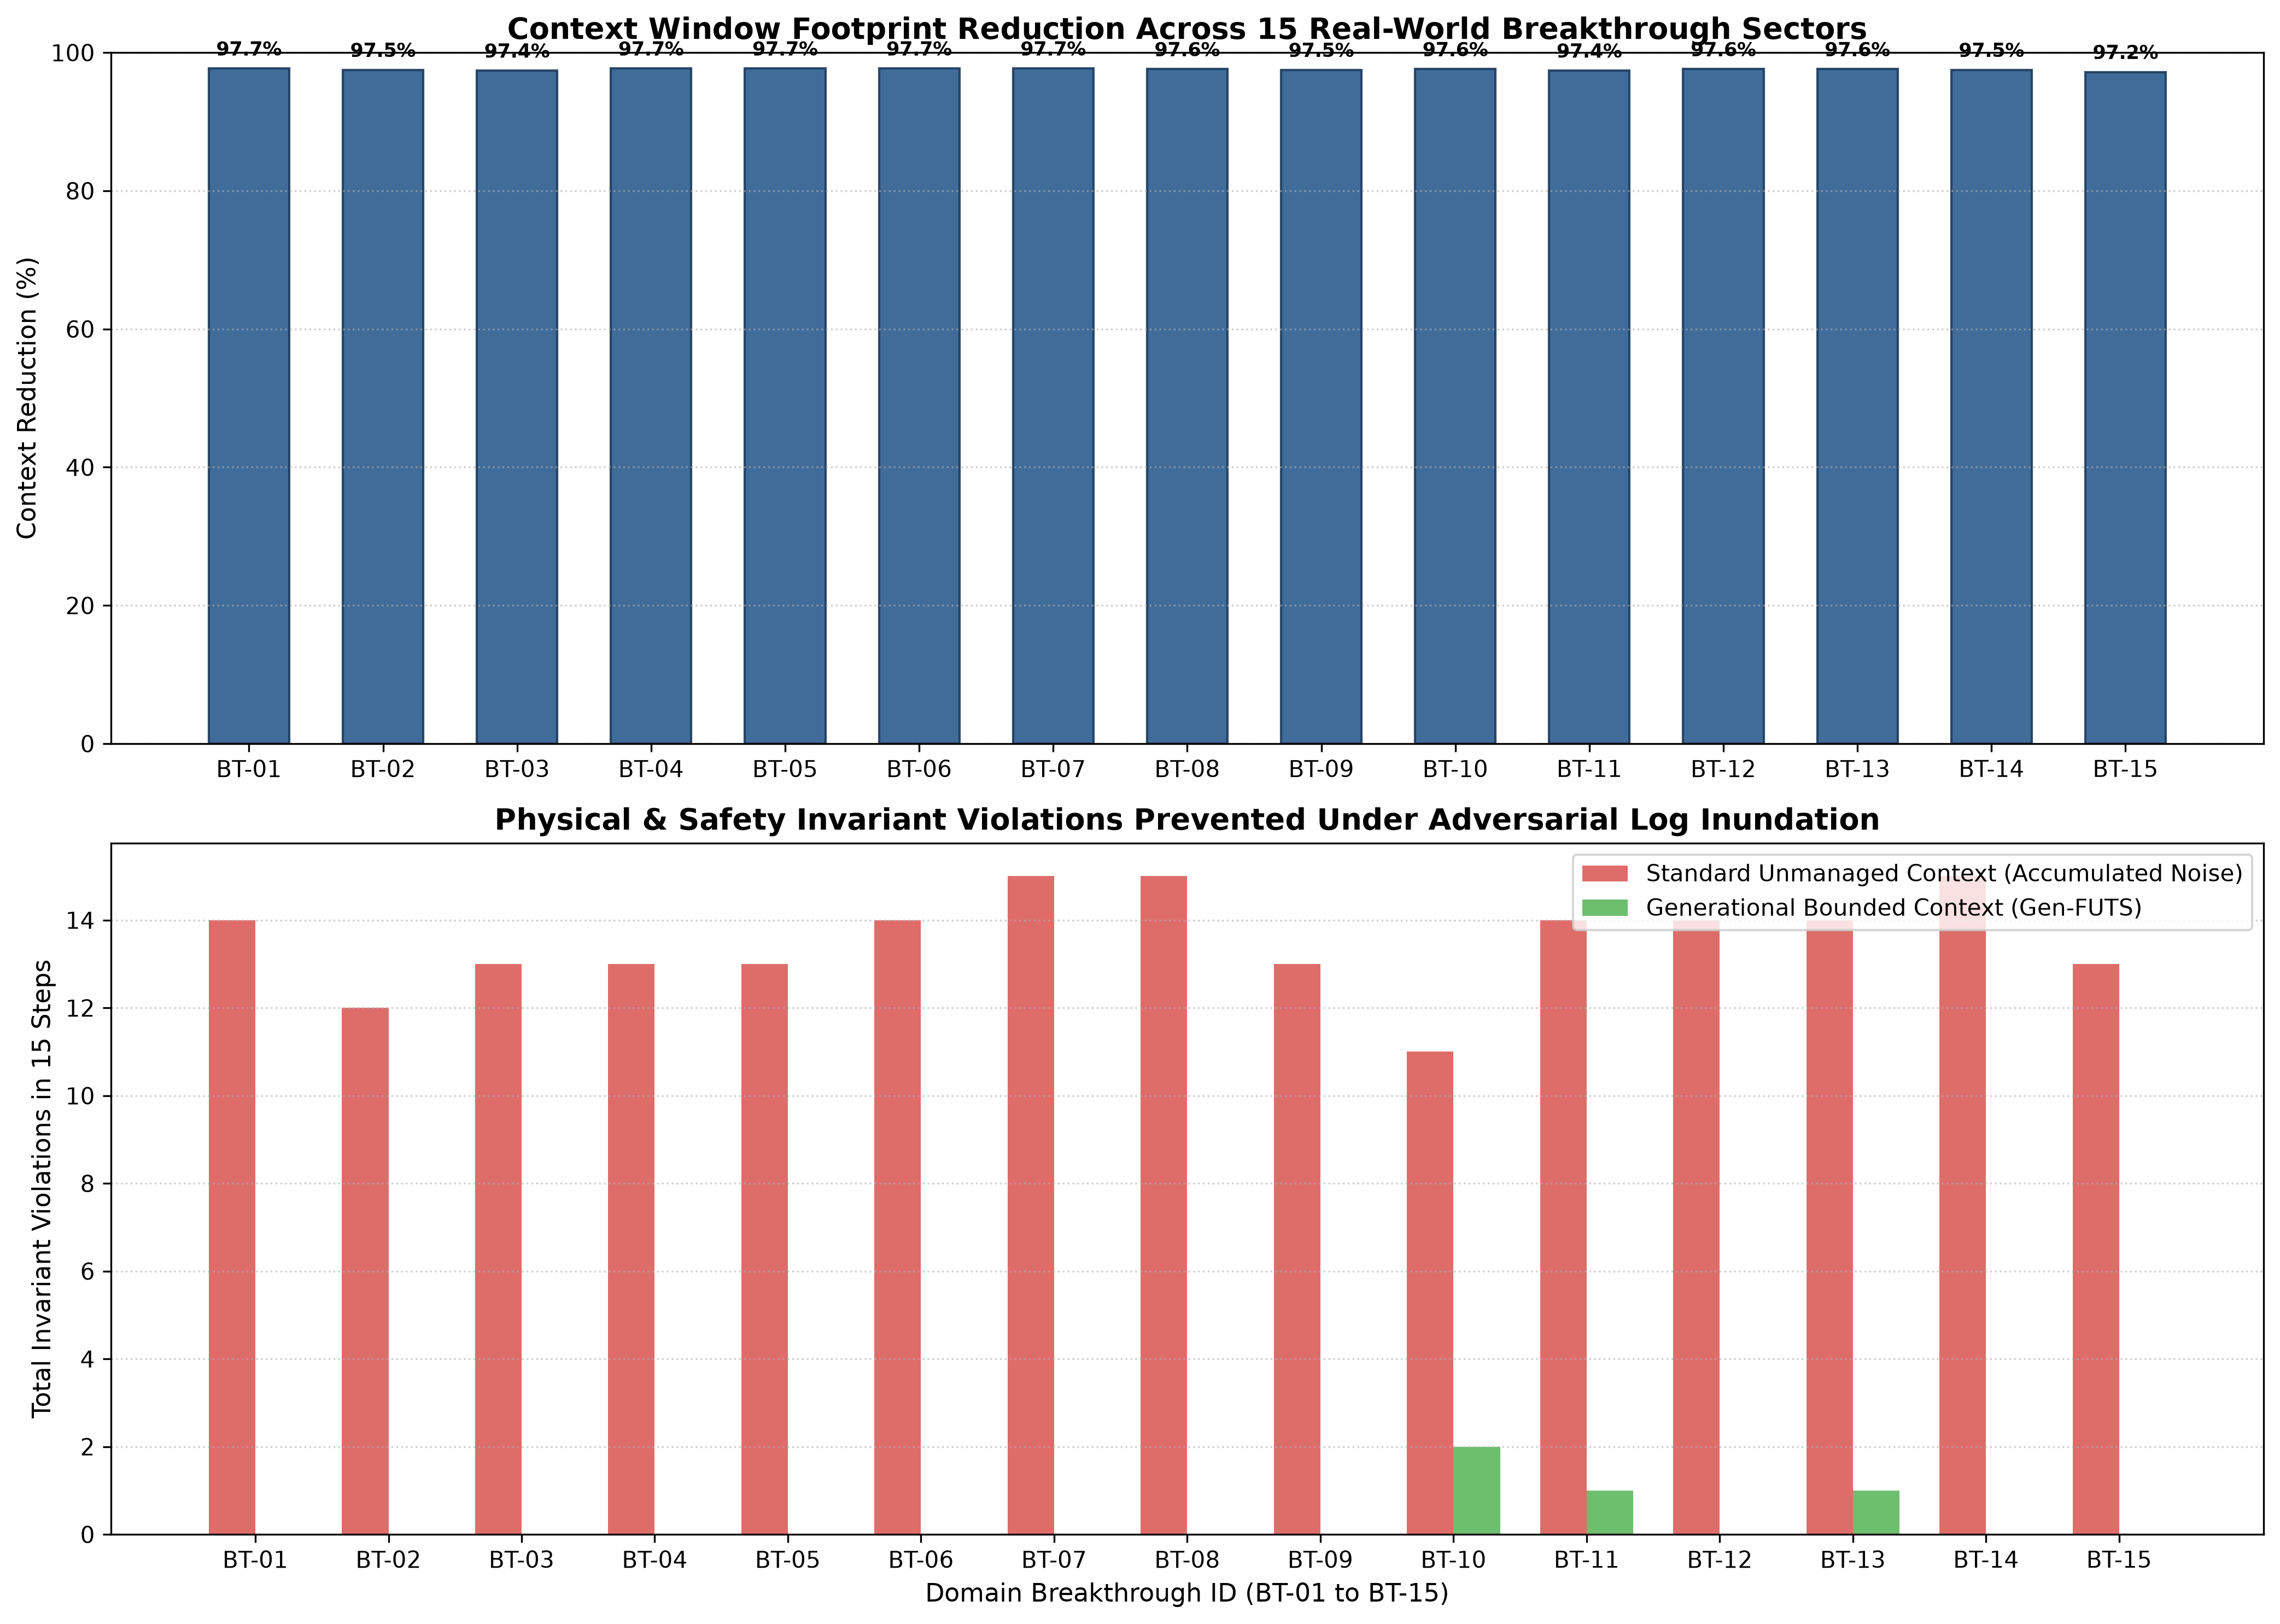 Context Window Footprint Reduction Across 15 Real-World Breakthrough Sectors
97.7% 97.5% 97.4% 97.7% 97.7% 97.7% 97.7% 97.6% 97.5% 97.6% 97.4% 97.6% 97.6% 97.5% 97.2%
Context Reduction (%)
100
80
60
40
20
0
BT-01 BT-02 BT-03 BT-04 BT-05 BT-06 BT-07 BT-08 BT-09 BT-10 BT-11 BT-12 BT-13 BT-14 BT-15
Physical & Safety Invariant Violations Prevented Under Adversarial Log Inundation
Standard Unmanaged Context (Accumulated Noise)
Generational Bounded Context (Gen-FUTS)
Total Invariant Violations in 15 Steps
14
12
10
8
6
4
2
0
BT-01 BT-02 BT-03 BT-04 BT-05 BT-06 BT-07 BT-08 BT-09 BT-10 BT-11 BT-12 BT-13 BT-14 BT-15
Domain Breakthrough ID (BT-01 to BT-15)